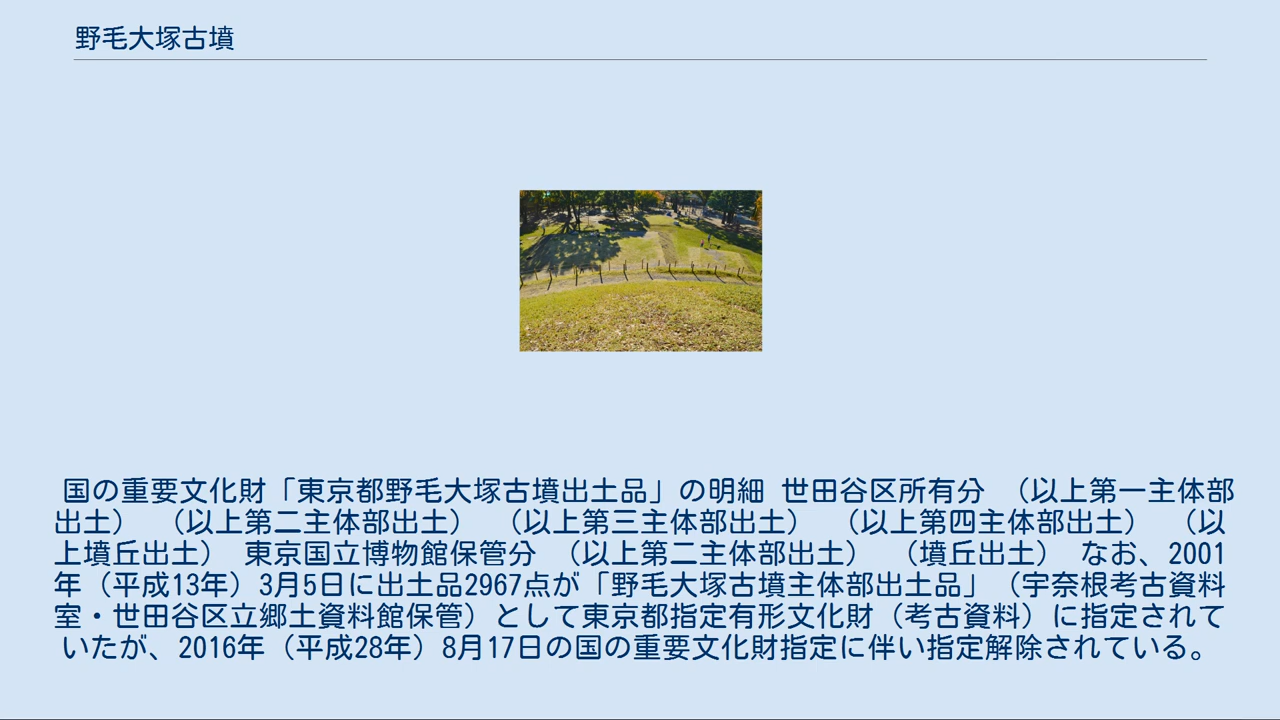 野毛大塚古墳
国の重要文化財「東京都野毛大塚古墳出土品」の明細 世田谷区所有分 （以上第一主体部
出土） （以上第二主体部出土） （以上第三主体部出土） （以上第四主体部出土） （以
上墳丘出土） 東京国立博物館保管分 （以上第二主体部出土） （墳丘出土） なお、2001
年（平成13年）3月5日に出土品2967点が「野毛大塚古墳主体部出土品」（宇奈根考古資料
室・世田谷区立郷土資料館保管）として東京都指定有形文化財（考古資料）に指定されて
いたが、2016年（平成28年）8月17日の国の重要文化財指定に伴い指定解除されている。